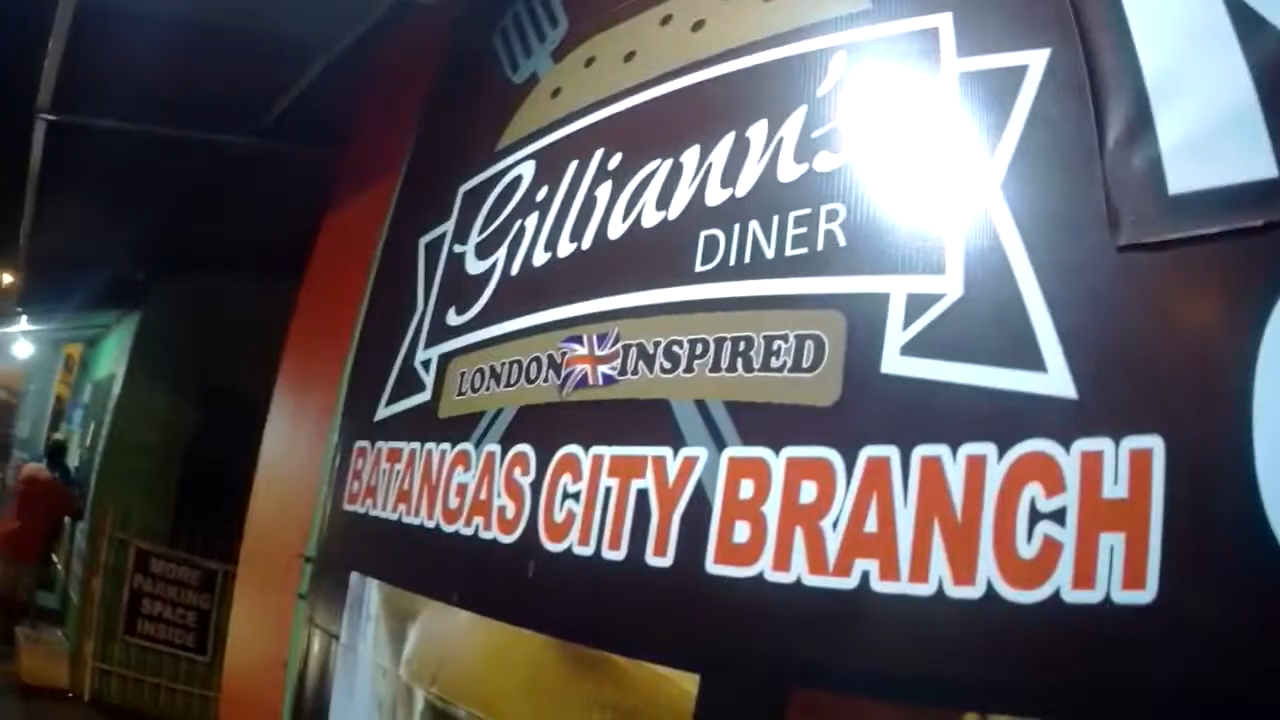 Gilliann's
DINER
LONDON INSPIRED
BATANGAS CITY BRANCH
MORE
PARKING
SPACE
INSIDE